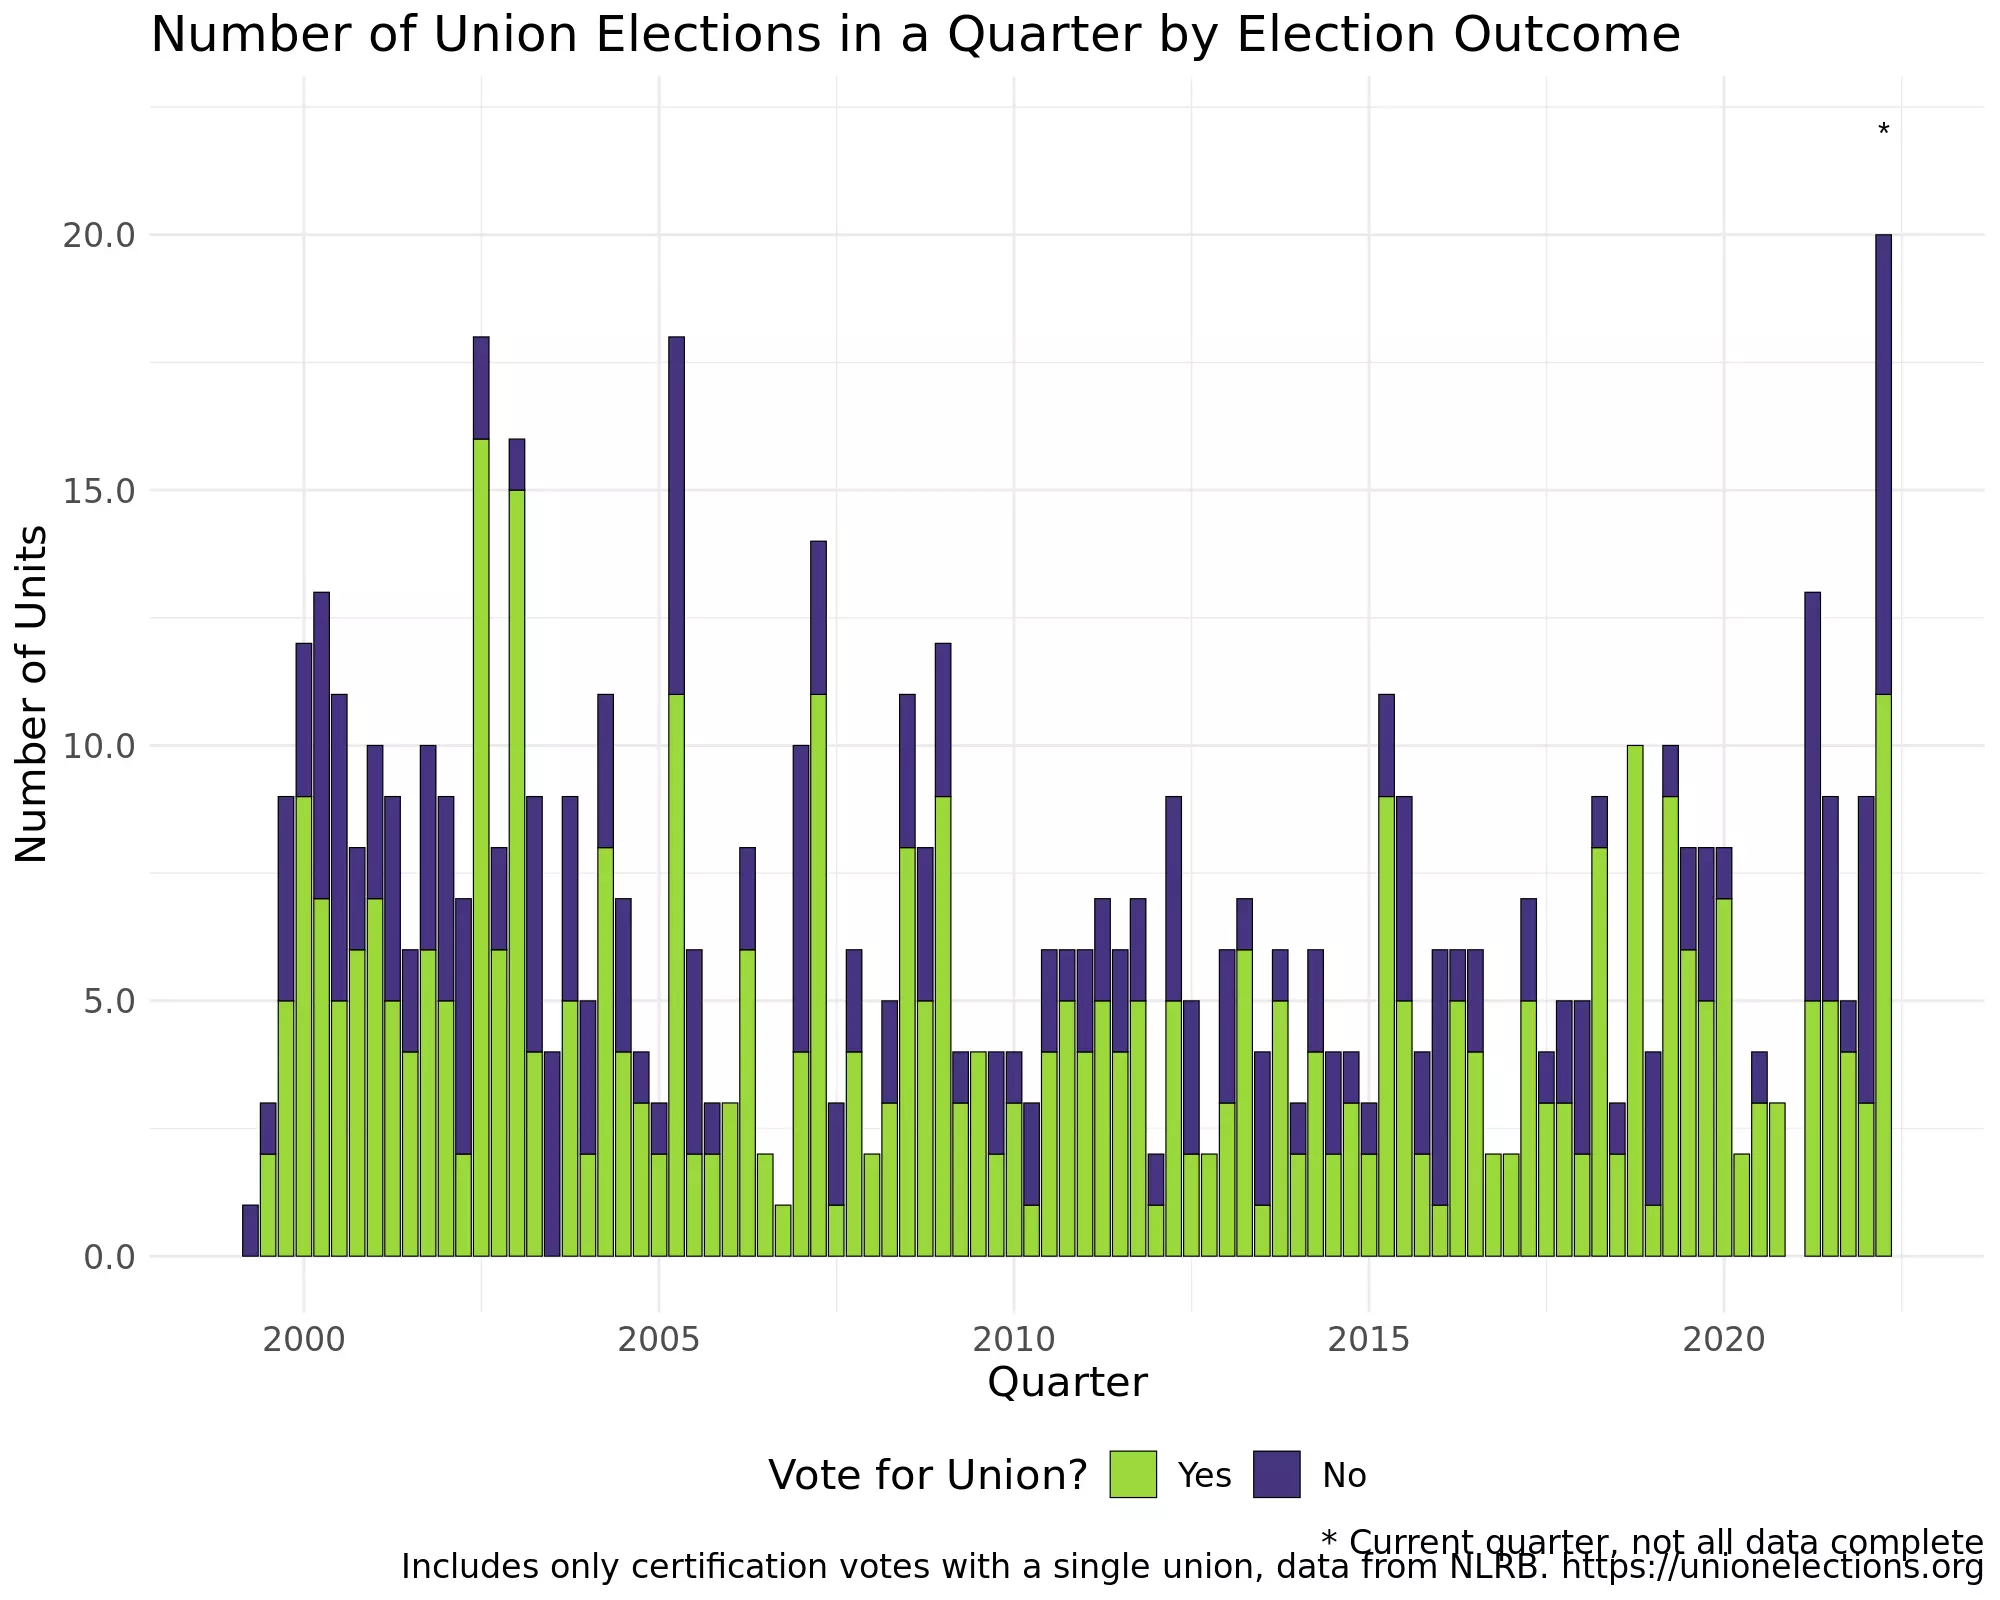 Number of Union Elections in a Quarter by Election Outcome
*
20.0
15.0
10.0
5.0
0.0
Number of Units
2000 2005 2010 2015 2020
Quarter
Vote for Union? Yes No
* Current quarter, not all data complete
Includes only certification votes with a single union, data from NLRB. https://unionelections.org